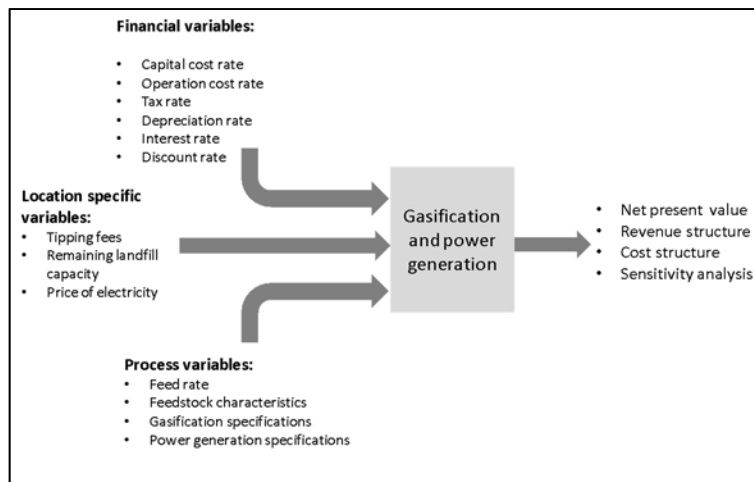 Financial variables:
• Capital cost rate
• Operation cost rate
• Tax rate
• Depreciation rate
• Interest rate
• Discount rate
Location specific
variables:
• Tipping fees
• Remaining landfill
capacity
• Price of electricity
Gasification
and power
generation
• Net present value
• Revenue structure
• Cost structure
• Sensitivity analysis
Process variables:
• Feed rate
• Feedstock characteristics
• Gasification specifications
• Power generation specifications